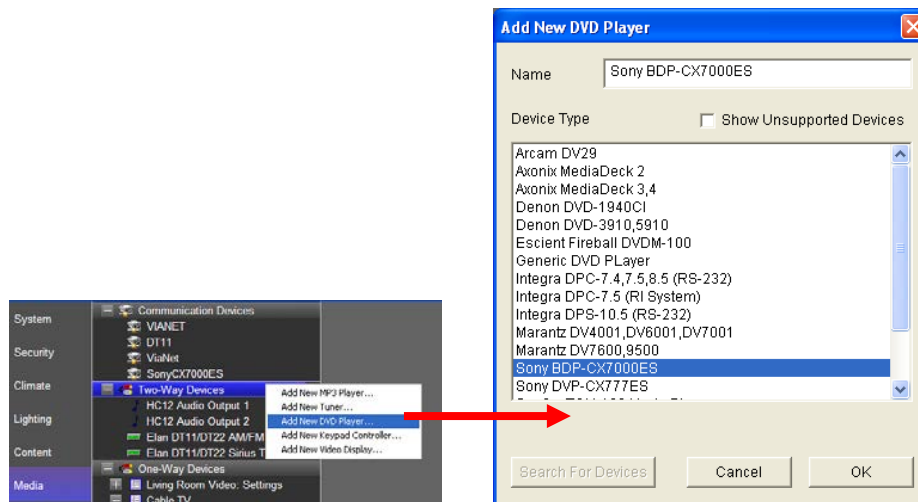 System
Security
Climate
Lighting
Content
Media
Communication Devices
VIANET
DT11
ViaNet
SonyCX7000ES
Two-Way Devices
HC12 Audio Output 1
HC12 Audio Output 2
Elan DT11/DT22 AM/FM
Elan DT11/DT22 Sirius T
One-Way Devices
Living Room Video: Settings
Cable TV
Add New MP3 Player...
Add New Tuner...
Add New DVD Player...
Add New Keypad Controller...
Add New Video Display...
Add New DVD Player
Name Sony BDP-CX7000ES
Device Type Show Unsupported Devices
Arcam DV29
Axonix MediaDeck 2
Axonix MediaDeck 3,4
Denon DVD-1940CI
Denon DVD-3910,5910
Escient Fireball DVDM-100
Generic DVD PLayer
Integra DPC-7.4,7.5,8.5 (RS-232)
Integra DPC-7.5 (RI System)
Integra DPS-10.5 (RS-232)
Marantz DV4001,DV6001,DV7001
Marantz DV7600,9500
Sony BDP-CX7000ES
Sony DVP-CX777ES
Search For Devices Cancel OK